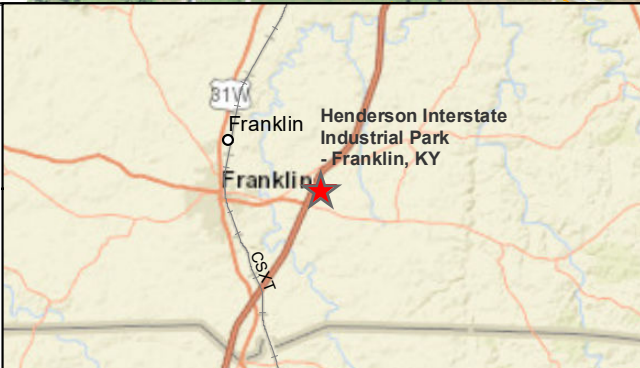 31W
Franklin
Henderson Interstate
Industrial Park
- Franklin, KY
Franklin
CSXT